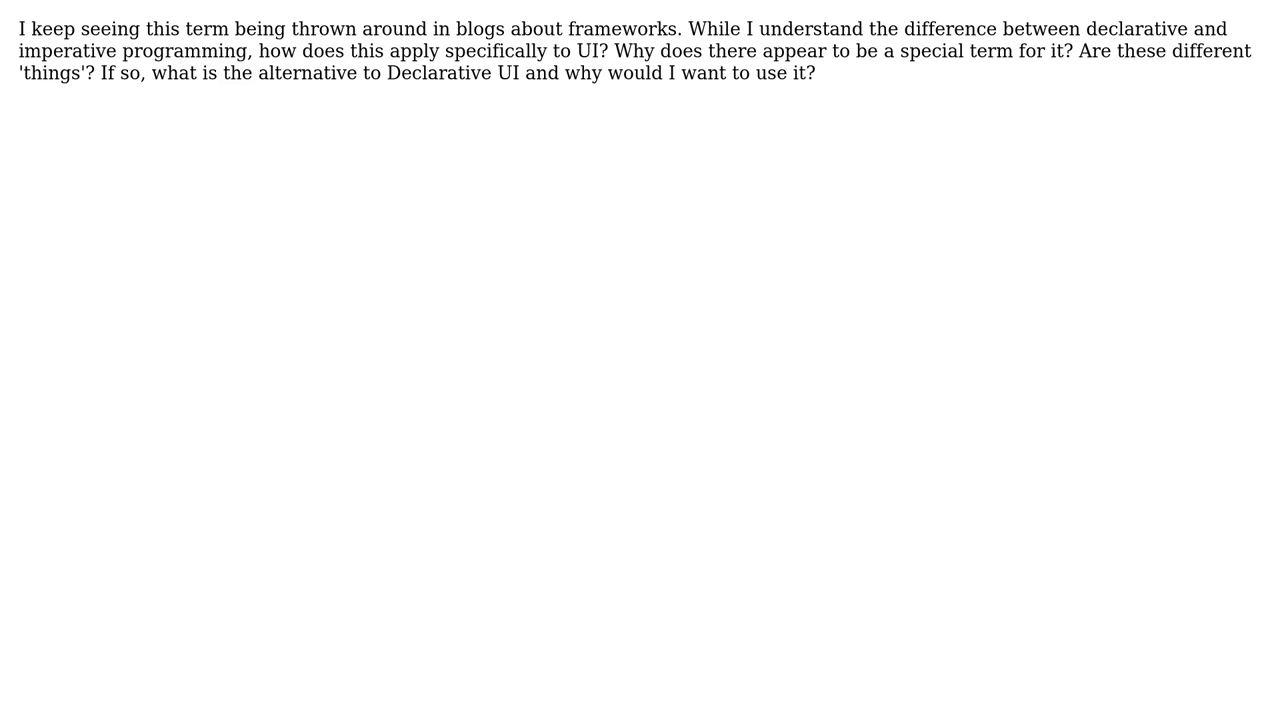 I keep seeing this term being thrown around in blogs about frameworks. While I understand the difference between declarative and
imperative programming, how does this apply specifically to UI? Why does there appear to be a special term for it? Are these different
'things'? If so, what is the alternative to Declarative UI and why would I want to use it?